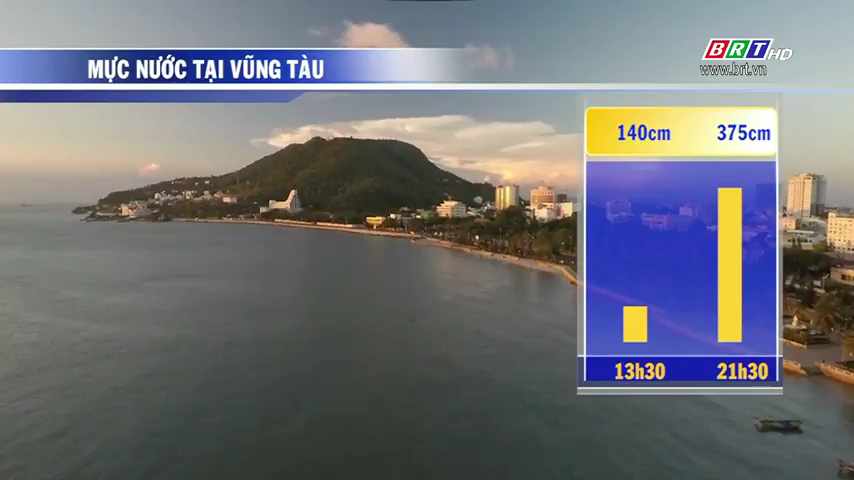 BRT HD
www.brt.vn
MỰC NƯỚC TẠI VŨNG TÀU
140cm 375cm
13h30 21h30